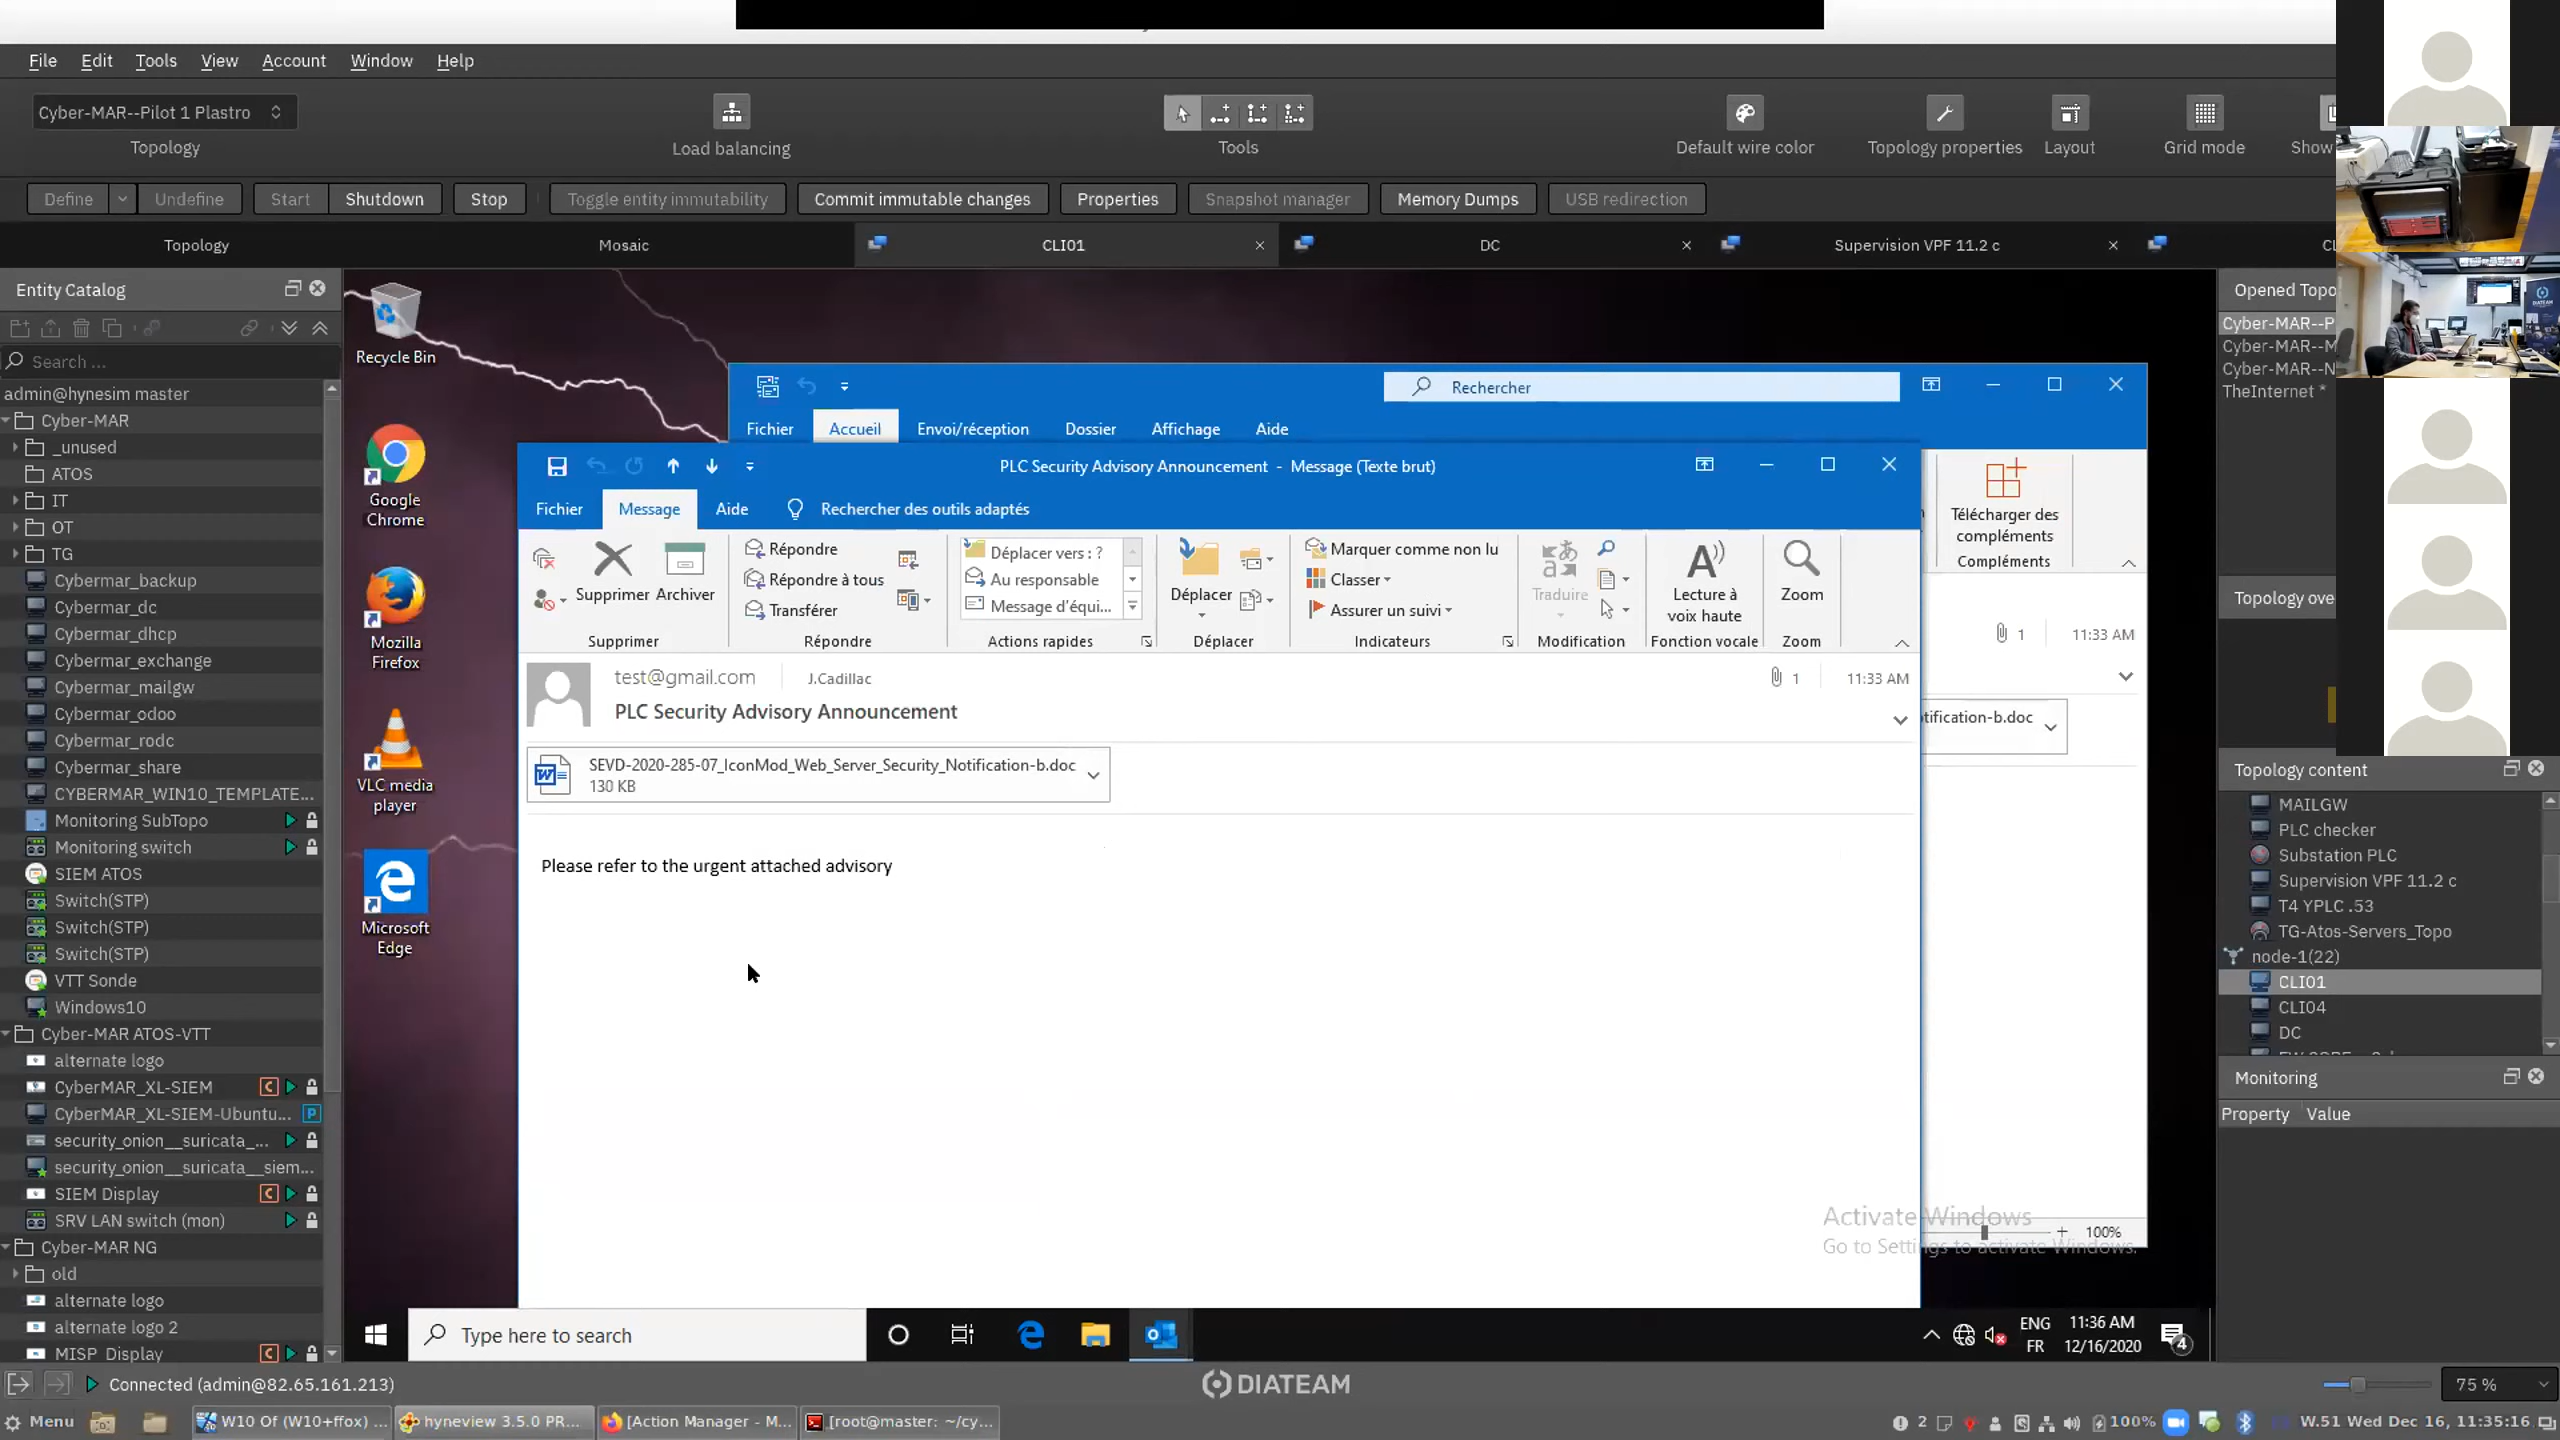 File Edit Tools View Account Window Help
Cyber-MAR--Pilot 1 Plastro
Topology
Load balancing
Tools
Default wire color
Topology properties
Layout
Grid mode
Show
Define Undefine Start Shutdown Stop Toggle entity immutability Commit immutable changes Properties Snapshot manager Memory Dumps USB redirection
Topology Mosaic CLI01 DC Supervision VPF 11.2 c
Entity Catalog
Search ...
admin@hynesim master
Cyber-MAR
_unused
ATOS
IT
OT
TG
Cybermar_backup
Cybermar_dc
Cybermar_dhcp
Cybermar_exchange
Cybermar_mailgw
Cybermar_odoo
Cybermar_rodc
Cybermar_share
CYBERMAR_WIN10_TEMPLATE...
Monitoring SubTopo
Monitoring switch
SIEM ATOS
Switch(STP)
Switch(STP)
Switch(STP)
VTT Sonde
Windows10
Cyber-MAR ATOS-VTT
alternate logo
CyberMAR_XL-SIEM
CyberMAR_XL-SIEM-Ubuntu...
security_onion__suricata_...
security_onion__suricata__siem...
SIEM Display
SRV LAN switch (mon)
Cyber-MAR NG
old
alternate logo
alternate logo 2
MISP Display
Recycle Bin
Google
Chrome
Mozilla
Firefox
VLC media
player
Microsoft
Edge
Rechercher
Fichier Accueil Envoi/réception Dossier Affichage Aide
Télécharger des
compléments
Compléments
1 11:33 AM
tification-b.doc
100%
PLC Security Advisory Announcement - Message (Texte brut)
Fichier Message Aide Rechercher des outils adaptés
Supprimer Archiver
Supprimer
Répondre
Répondre à tous
Transférer
Répondre
Déplacer vers : ?
Au responsable
Message d'équi...
Actions rapides
Déplacer
Déplacer
Marquer comme non lu
Classer
Assurer un suivi
Indicateurs
Traduire
Modification
Lecture à
voix haute
Fonction vocale
Zoom
Zoom
test@gmail.com J.Cadillac 1 11:33 AM
PLC Security Advisory Announcement
SEVD-2020-285-07_IconMod_Web_Server_Security_Notification-b.doc
130 KB
Please refer to the urgent attached advisory
Activate Windows
Go to Settings to activate Windows.
Type here to search
ENG
FR
11:36 AM
12/16/2020
4
Opened Topo
Cyber-MAR--P
Cyber-MAR--M
Cyber-MAR--N
TheInternet *
Topology ove
Topology content
MAILGW
PLC checker
Substation PLC
Supervision VPF 11.2 c
T4 YPLC .53
TG-Atos-Servers_Topo
node-1(22)
CLI01
CLI04
DC
Monitoring
Property Value
Connected (admin@82.65.161.213)
DIATEAM
75 %
Menu
W10 Of (W10+ffox) ...
hyneview 3.5.0 PR...
[Action Manager - M...
[root@master: ~/cy...
2
100%
W.51 Wed Dec 16, 11:35:16